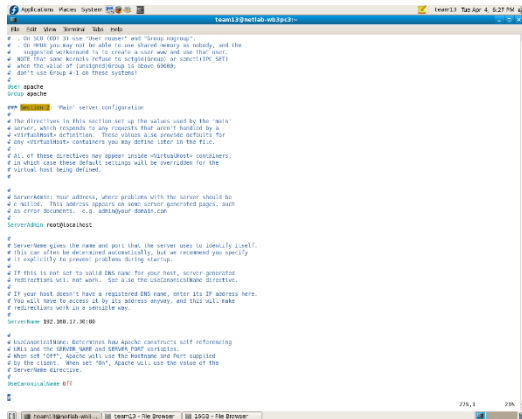 Applications Places System team13 Tue Apr 4, 6:27 PM
team13@netlab-wb3pc3:~
File Edit View Terminal Tabs Help
# . On SCO (ODT 3) use "User nouser" and "Group nogroup".
# . On HPUX you may not be able to use shared memory as nobody, and the
# suggested workaround is to create a user www and use that user.
# NOTE that some kernels refuse to setgid(Group) or semctl(IPC_SET)
# when the value of (unsigned)Group is above 60000;
# don't use Group #-1 on these systems!
#
User apache
Group apache
### Section 2: 'Main' server configuration
#
# The directives in this section set up the values used by the 'main'
# server, which responds to any requests that aren't handled by a
# <VirtualHost> definition. These values also provide defaults for
# any <VirtualHost> containers you may define later in the file.
#
# All of these directives may appear inside <VirtualHost> containers,
# in which case these default settings will be overridden for the
# virtual host being defined.
#
#
# ServerAdmin: Your address, where problems with the server should be
# e-mailed. This address appears on some server-generated pages, such
# as error documents. e.g. admin@your-domain.com
#
ServerAdmin root@localhost
#
# ServerName gives the name and port that the server uses to identify itself.
# This can often be determined automatically, but we recommend you specify
# it explicitly to prevent problems during startup.
#
# If this is not set to valid DNS name for your host, server-generated
# redirections will not work. See also the UseCanonicalName directive.
#
# If your host doesn't have a registered DNS name, enter its IP address here.
# You will have to access it by its address anyway, and this will make
# redirections work in a sensible way.
#
ServerName 192.168.17.30:80
#
# UseCanonicalName: Determines how Apache constructs self-referencing
# URLs and the SERVER_NAME and SERVER_PORT variables.
# When set "Off", Apache will use the Hostname and Port supplied
# by the client. When set "On", Apache will use the value of the
# ServerName directive.
#
UseCanonicalName Off
#
275,1 23%
team13@netlab-wb3... team13 - File Browser 25GB - File Browser